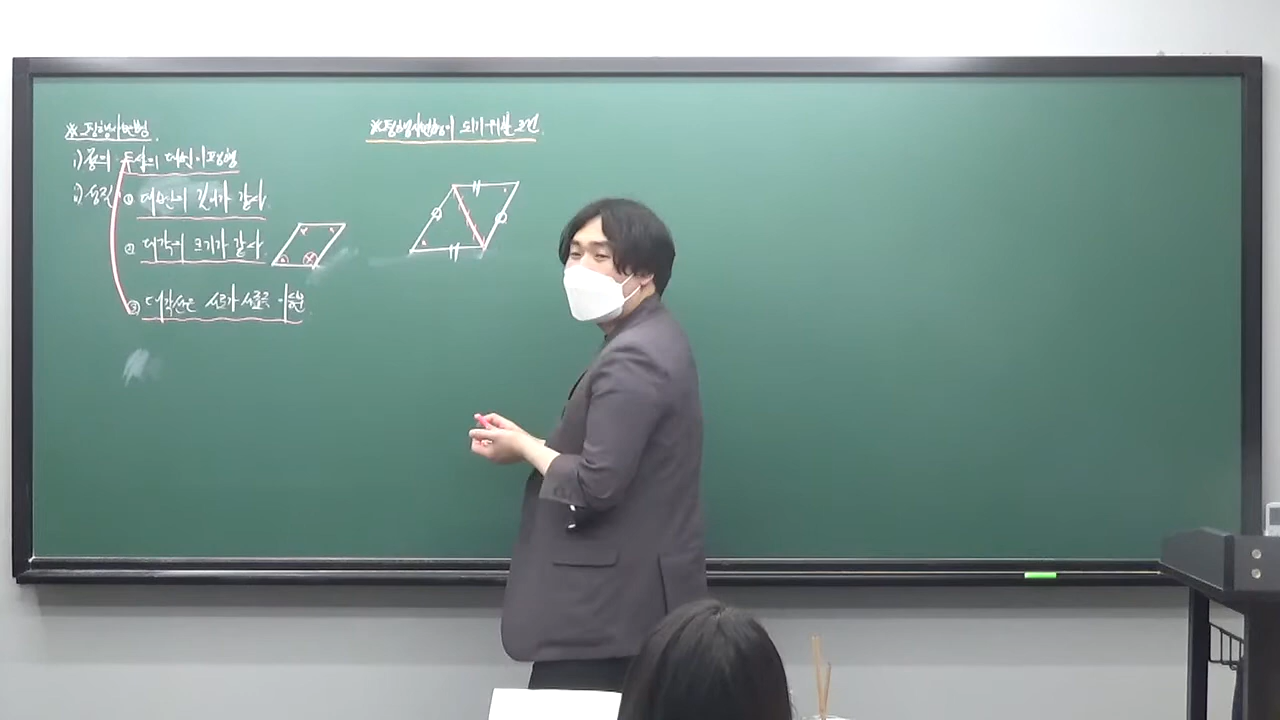 ※ 평행사변형
i) 정의 두쌍의 대변이 평행
ii) 성질 ① 대변의 길이가 같다
② 대각의 크기가 같다
③ 대각선은 서로가 서로를 이등분
※ 평행사변형이 되기 위한 조건